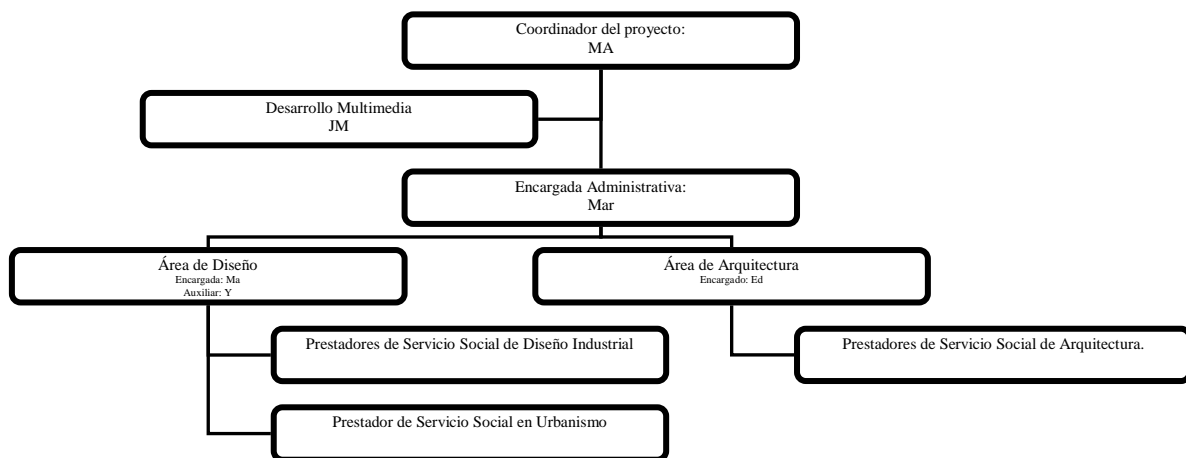 Coordinador del proyecto:
MA
Desarrollo Multimedia
JM
Encargada Administrativa:
Mar
Área de Diseño
Encargada: Ma
Auxiliar: Y
Área de Arquitectura
Encargado: Ed
Prestadores de Servicio Social de Diseño Industrial
Prestadores de Servicio Social de Arquitectura.
Prestador de Servicio Social en Urbanismo